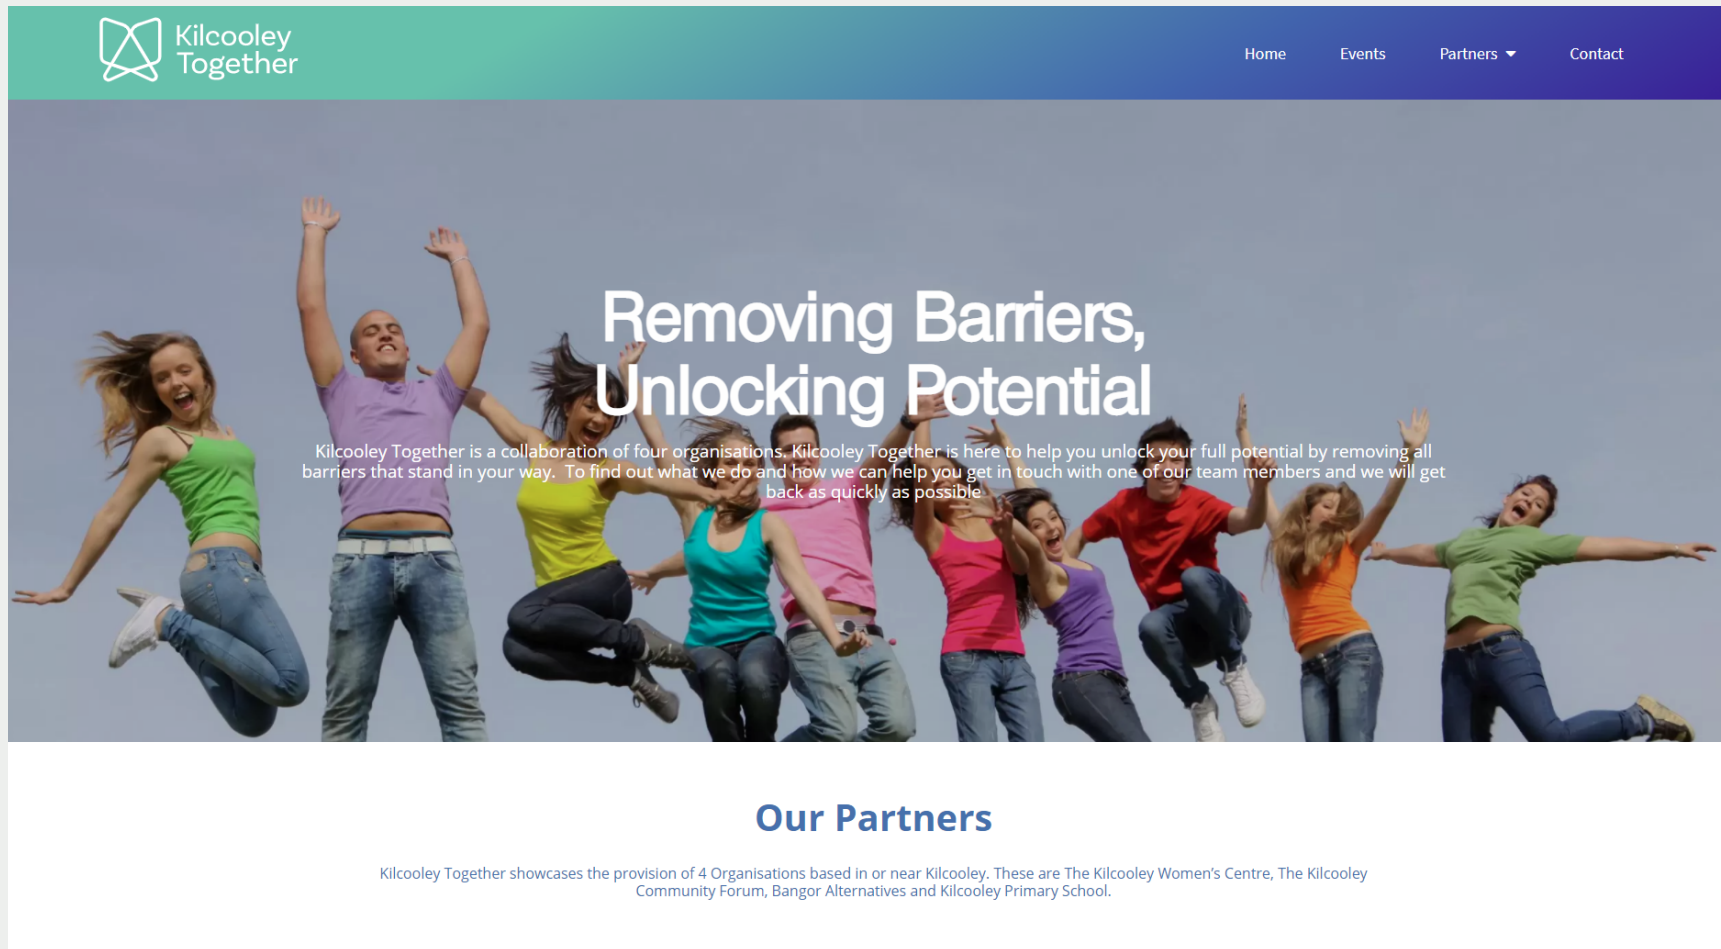 Kilcooley
Together
Home Events Partners Contact
Removing Barriers,
Unlocking Potential
Kilcooley Together is a collaboration of four organisations. Kilcooley Together is here to help you unlock your full potential by removing all
barriers that stand in your way.  To find out what we do and how we can help you get in touch with one of our team members and we will get
back as quickly as possible
Our Partners
Kilcooley Together showcases the provision of 4 Organisations based in or near Kilcooley. These are The Kilcooley Women's Centre, The Kilcooley
Community Forum, Bangor Alternatives and Kilcooley Primary School.